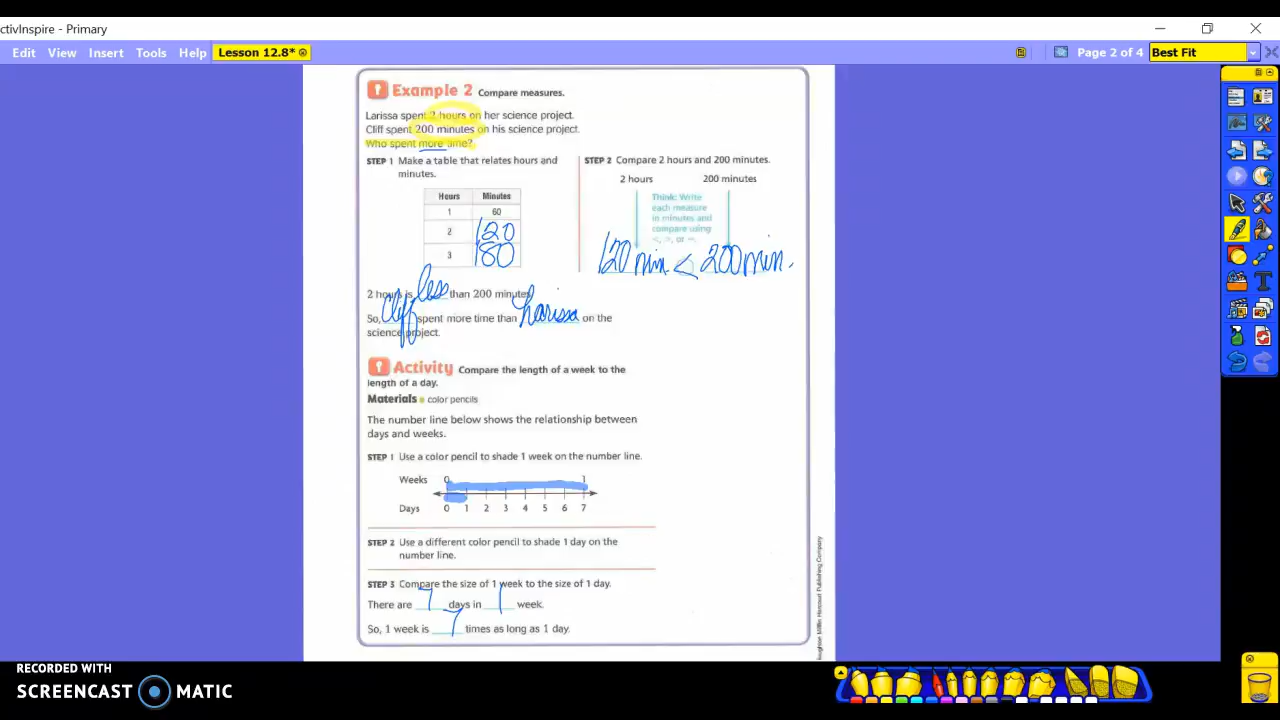 ctivInspire - Primary
Edit View Insert Tools Help Lesson 12.8* Page 2 of 4 Best Fit
Example 2 Compare measures.
Larissa spent 2 hours on her science project.
Cliff spent 200 minutes on his science project.
Who spent more time?
STEP 1 Make a table that relates hours and
minutes.
Hours Minutes
1 60
2 120
3 180
STEP 2 Compare 2 hours and 200 minutes.
2 hours 200 minutes
Think: Write
each measure
in minutes and
compare using
<, >, or =.
120 min < 200 min.
2 hours is less than 200 minutes
So, Cliff spent more time than Larissa on the
science project.
Activity Compare the length of a week to the
length of a day.
Materials color pencils
The number line below shows the relationship between
days and weeks.
STEP 1 Use a color pencil to shade 1 week on the number line.
Weeks 0 1
Days 0 1 2 3 4 5 6 7
STEP 2 Use a different color pencil to shade 1 day on the
number line.
STEP 3 Compare the size of 1 week to the size of 1 day.
There are 7 days in 1 week.
So, 1 week is 7 times as long as 1 day.
Houghton Mifflin Harcourt Publishing Company
RECORDED WITH
SCREENCAST MATIC